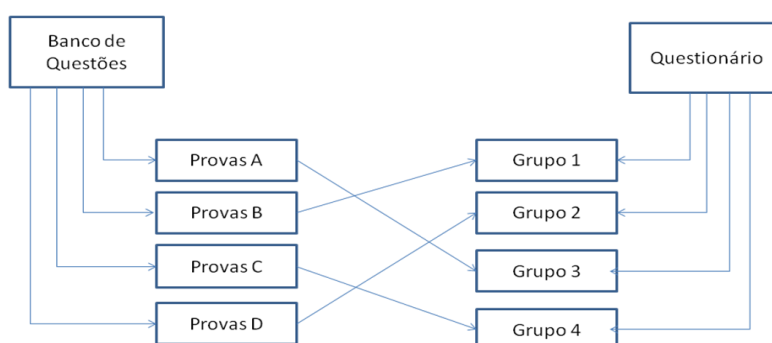 Banco de
Questões
Questionário
Provas A
Grupo 1
Provas B
Grupo 2
Provas C
Grupo 3
Provas D
Grupo 4